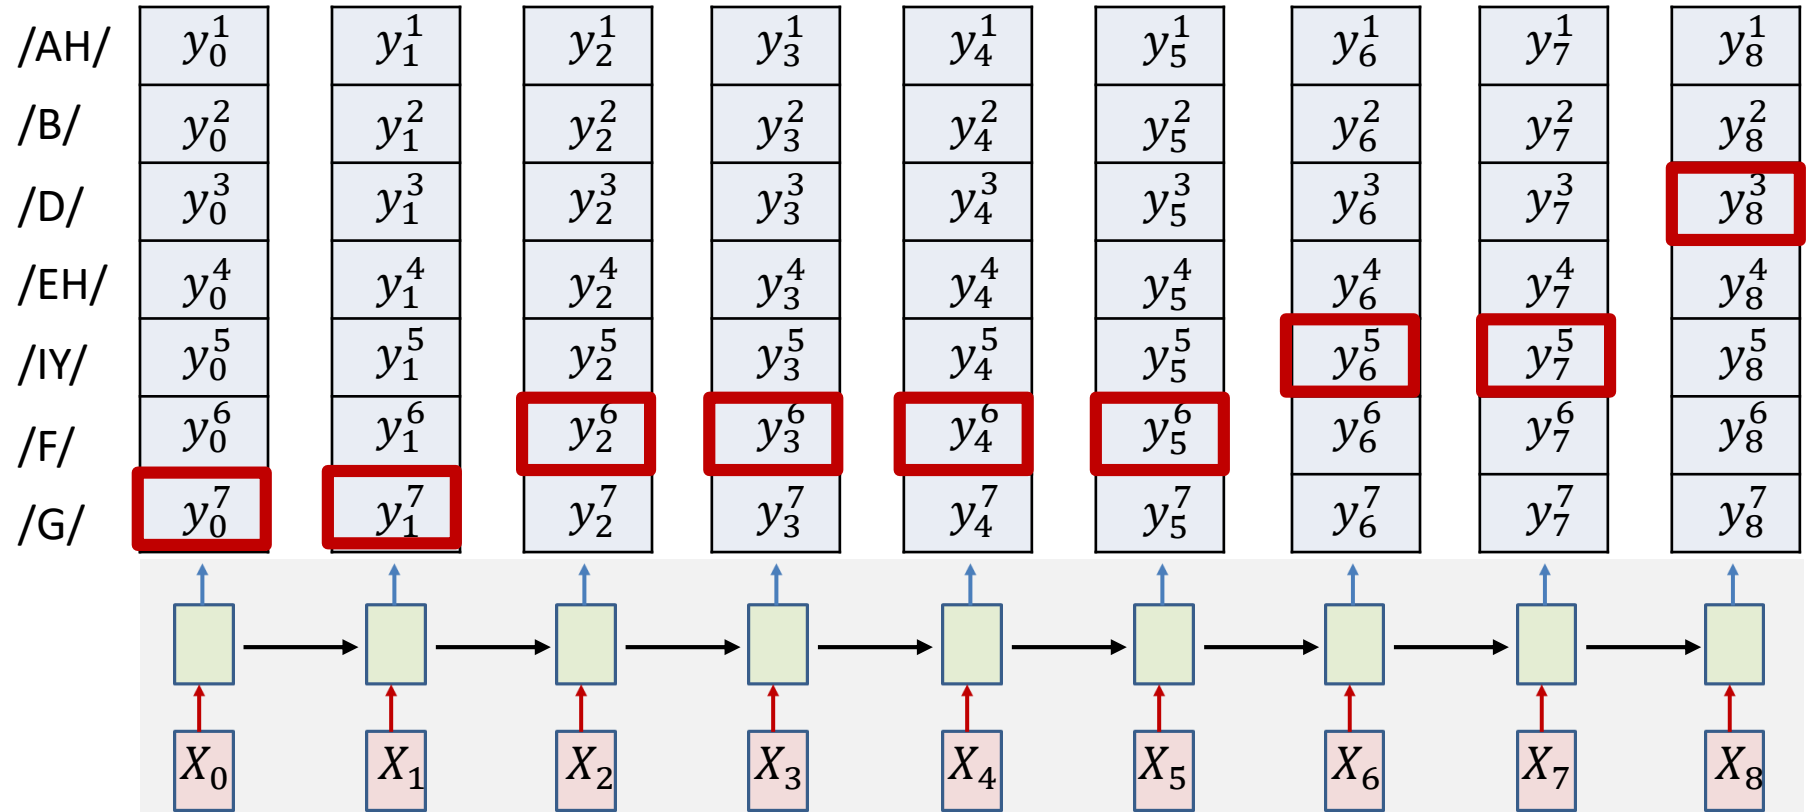 /AH/ y_0^1 y_1^1 y_2^1 y_3^1 y_4^1 y_5^1 y_6^1 y_7^1 y_8^1
/B/ y_0^2 y_1^2 y_2^2 y_3^2 y_4^2 y_5^2 y_6^2 y_7^2 y_8^2
/D/ y_0^3 y_1^3 y_2^3 y_3^3 y_4^3 y_5^3 y_6^3 y_7^3 y_8^3
/EH/ y_0^4 y_1^4 y_2^4 y_3^4 y_4^4 y_5^4 y_6^4 y_7^4 y_8^4
/IY/ y_0^5 y_1^5 y_2^5 y_3^5 y_4^5 y_5^5 y_6^5 y_7^5 y_8^5
/F/ y_0^6 y_1^6 y_2^6 y_3^6 y_4^6 y_5^6 y_6^6 y_7^6 y_8^6
/G/ y_0^7 y_1^7 y_2^7 y_3^7 y_4^7 y_5^7 y_6^7 y_7^7 y_8^7
X_0 X_1 X_2 X_3 X_4 X_5 X_6 X_7 X_8